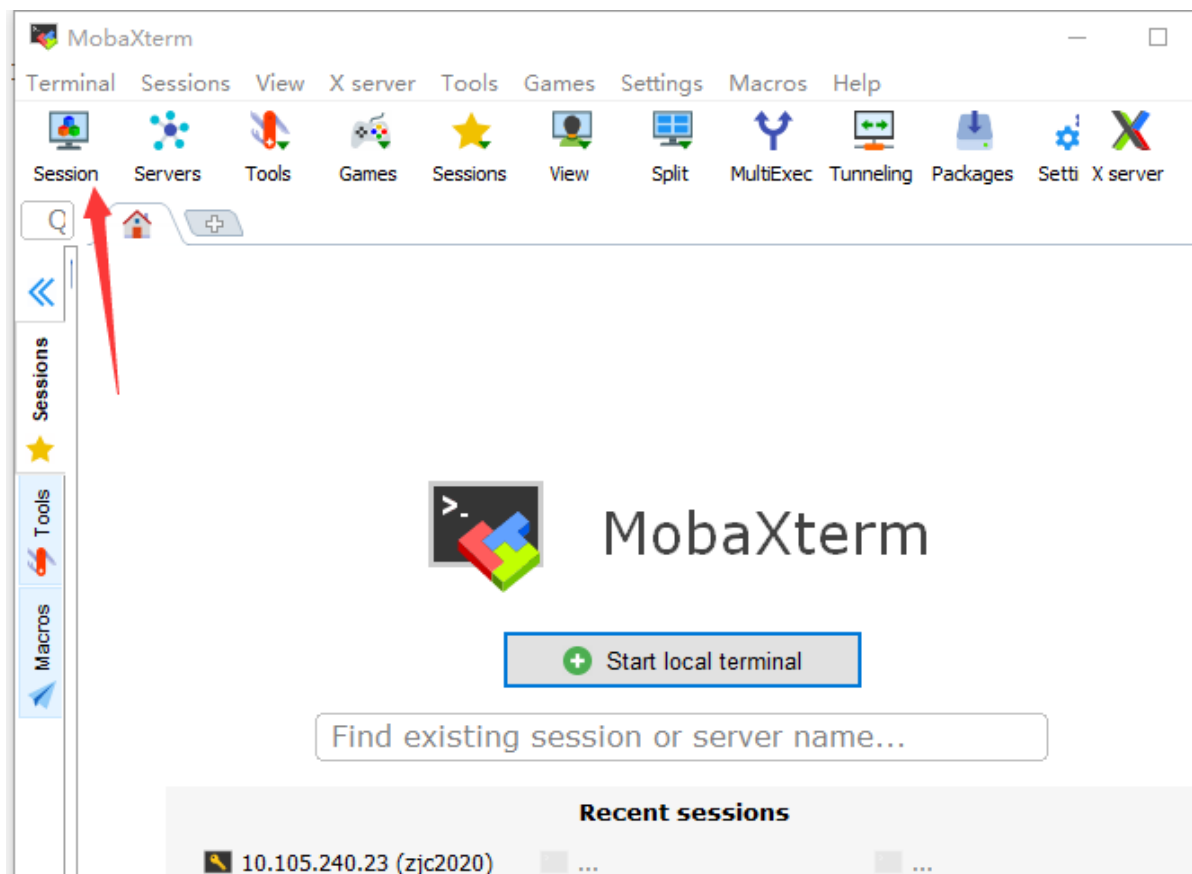 MobaXterm
Terminal Sessions View X server Tools Games Settings Macros Help
Session Servers Tools Games Sessions View Split MultiExec Tunneling Packages Setti X server
Sessions
Tools
Macros
>_
MobaXterm
Start local terminal
Find existing session or server name...
Recent sessions
10.105.240.23 (zjc2020) ... ...